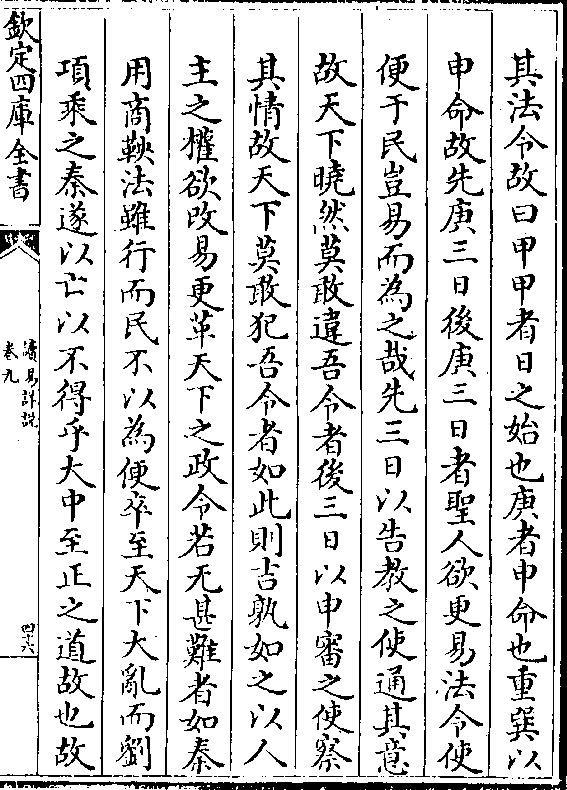 其法令故曰甲甲者日之始也庚者申命也重巽以
申命故先庚三日後庚三日者聖人欲更易法令使
便于民豈易而為之哉先三日以告教之使通其意
故天下曉然莫敢違吾令者後三日以申審之使察
其情故天下莫敢犯吾令者如此則吉孰如之以人
主之權欲改易更革天下之政令若无甚難者如秦
用商鞅法雖行而民不以為便卒至天下大亂而劉
項乘之秦遂以亡以不得乎大中至正之道故也故
欽定四庫全書
讀易詳說
卷九
四十六